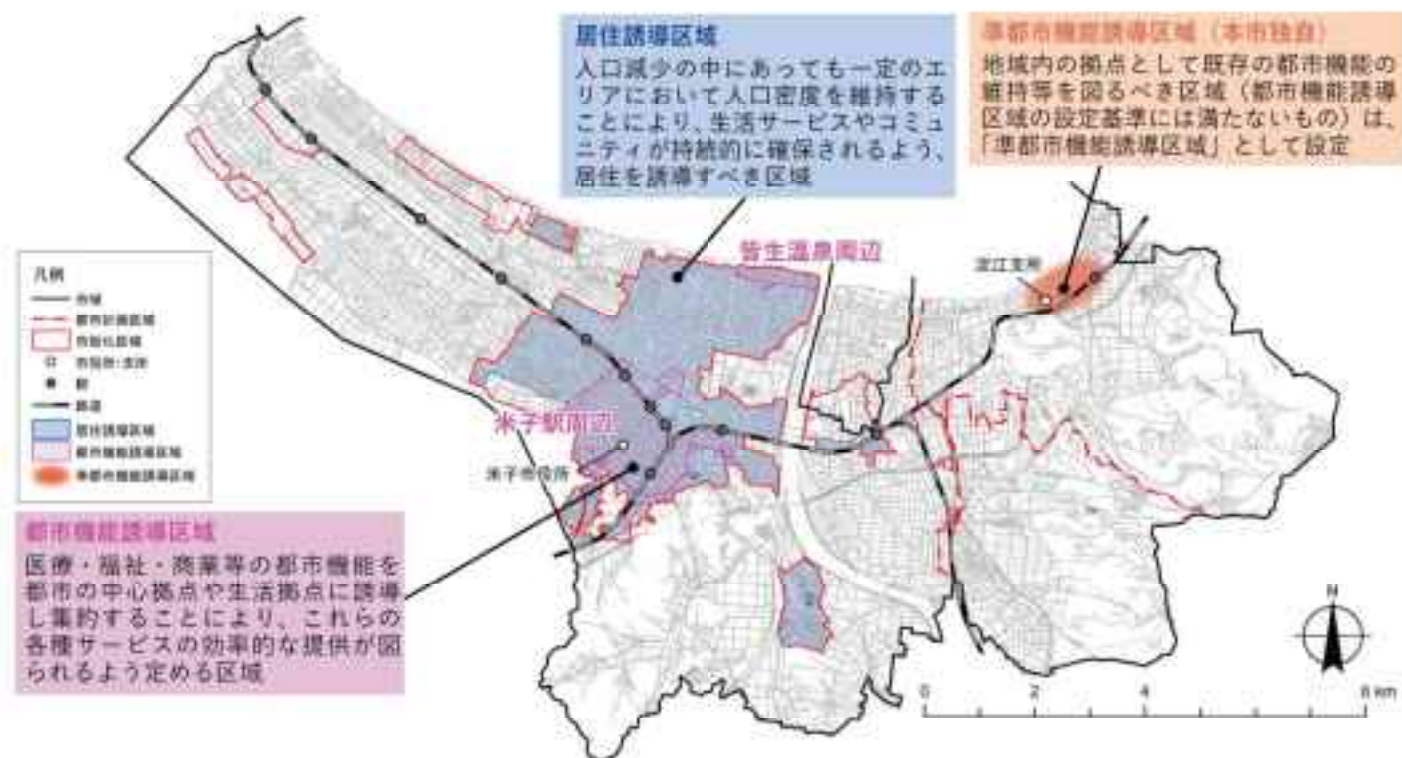 居住誘導区域
人口減少の中にあっても一定のエ
リアにおいて人口密度を維持する
ことにより、生活サービスやコミュ
ニティが持続的に確保されるよう、
居住を誘導すべき区域
準都市機能誘導区域（本市独自）
地域内の拠点として既存の都市機能の
維持等を図るべき区域（都市機能誘導
区域の設定基準には満たないもの）は、
「準都市機能誘導区域」として設定
皆生温泉周辺
淀江支所
凡例
市域
都市計画区域
市街化区域
市役所・支所
駅
鉄道
居住誘導区域
都市機能誘導区域
準都市機能誘導区域
米子駅周辺
米子市役所
都市機能誘導区域
医療・福祉・商業等の都市機能を
都市の中心拠点や生活拠点に誘導
し集約することにより、これらの
各種サービスの効率的な提供が図
られるよう定める区域
N
0 2 4 8 km